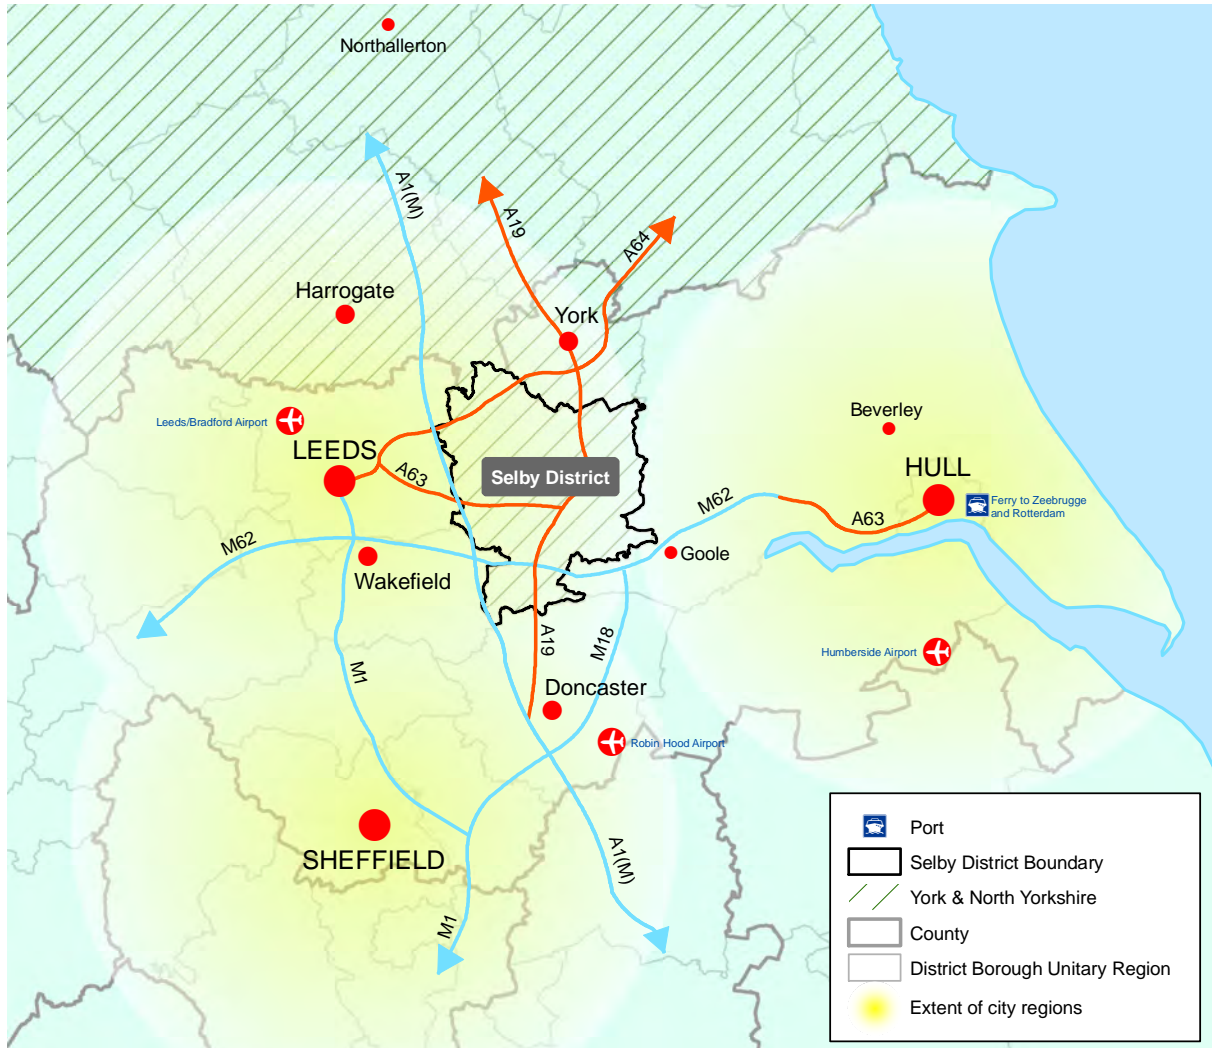 Northallerton
A1(M)
A19
A64
Harrogate
York
Leeds/Bradford Airport
LEEDS
A63
Selby District
Beverley
HULL
Ferry to Zeebrugge
and Rotterdam
M62
A63
M62
Goole
Wakefield
A19
M18
M1
Humberside Airport
Doncaster
Robin Hood Airport
SHEFFIELD
A1(M)
M1
Port
Selby District Boundary
York & North Yorkshire
County
District Borough Unitary Region
Extent of city regions